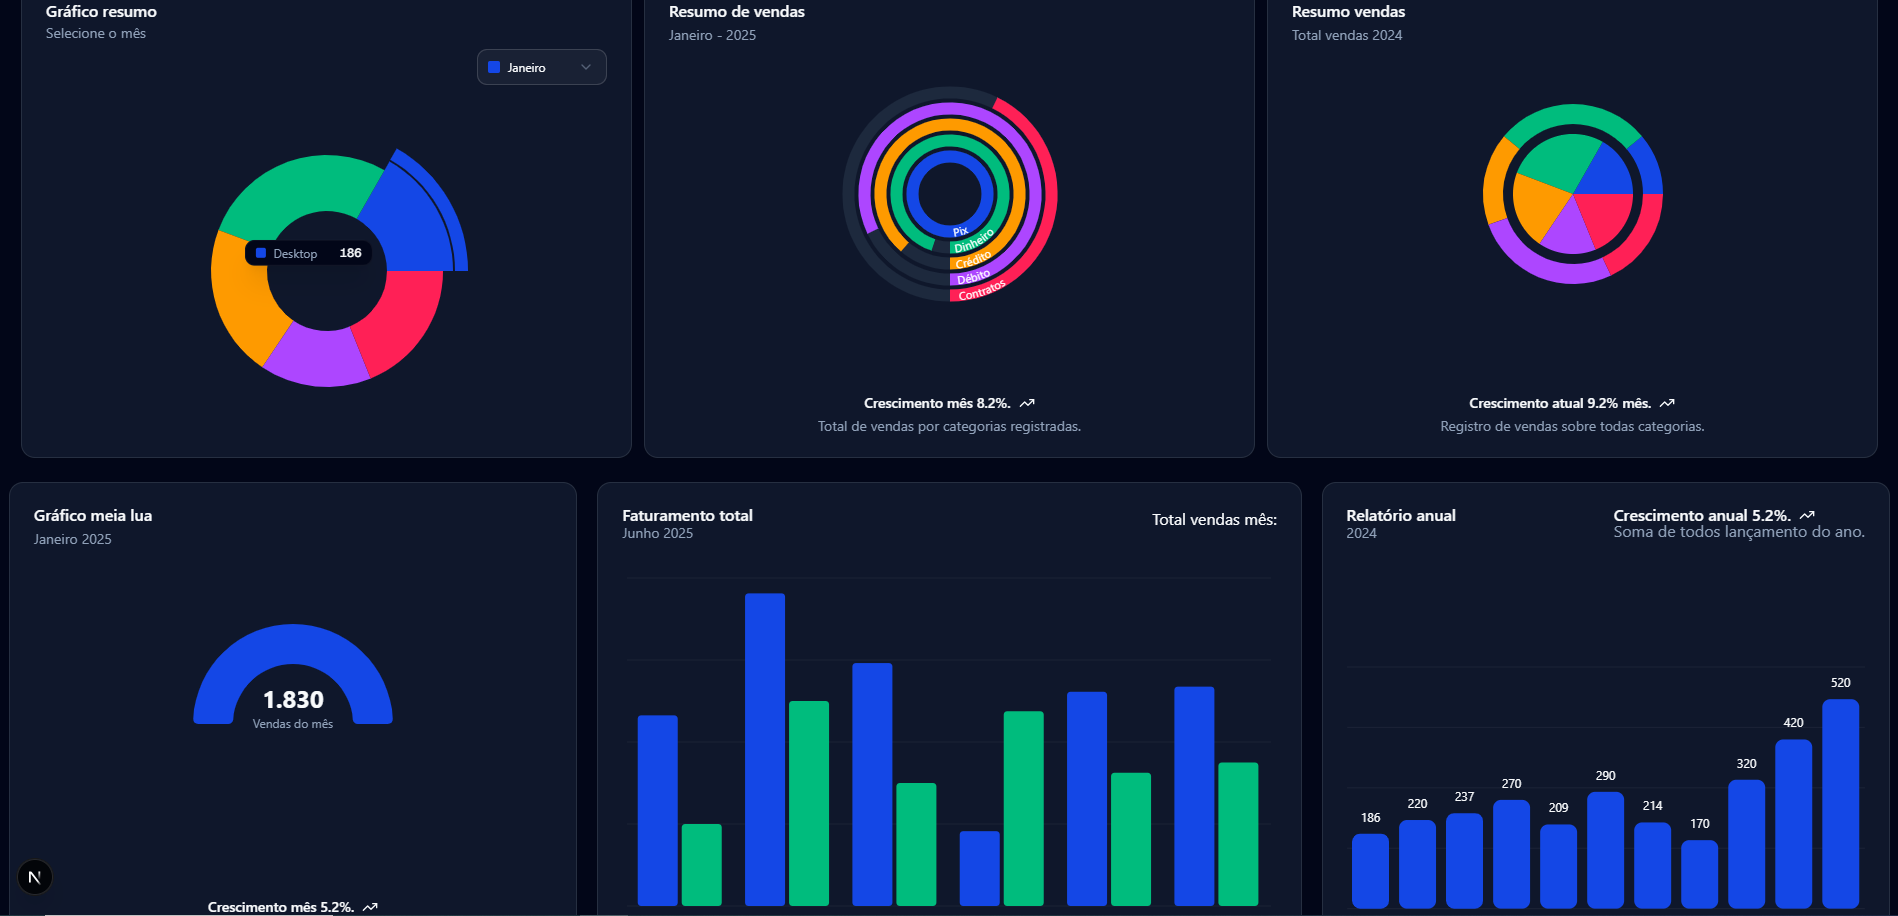 Gráfico resumo
Selecione o mês
Janeiro
Desktop 186
Resumo de vendas
Janeiro - 2025
Pix
Dinheiro
Crédito
Débito
Contratos
Crescimento mês 8.2%.
Total de vendas por categorias registradas.
Resumo vendas
Total vendas 2024
Crescimento atual 9.2% mês.
Registro de vendas sobre todas categorias.
Gráfico meia lua
Janeiro 2025
1.830
Vendas do mês
Crescimento mês 5.2%.
N
Faturamento total
Junho 2025
Total vendas mês:
Relatório anual
2024
Crescimento anual 5.2%.
Soma de todos lançamento do ano.
186
220
237
270
209
290
214
170
320
420
520